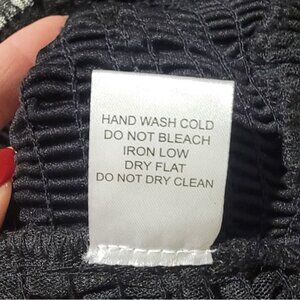 HAND WASH COLD
DO NOT BLEACH
IRON LOW
DRY FLAT
DO NOT DRY CLEAN